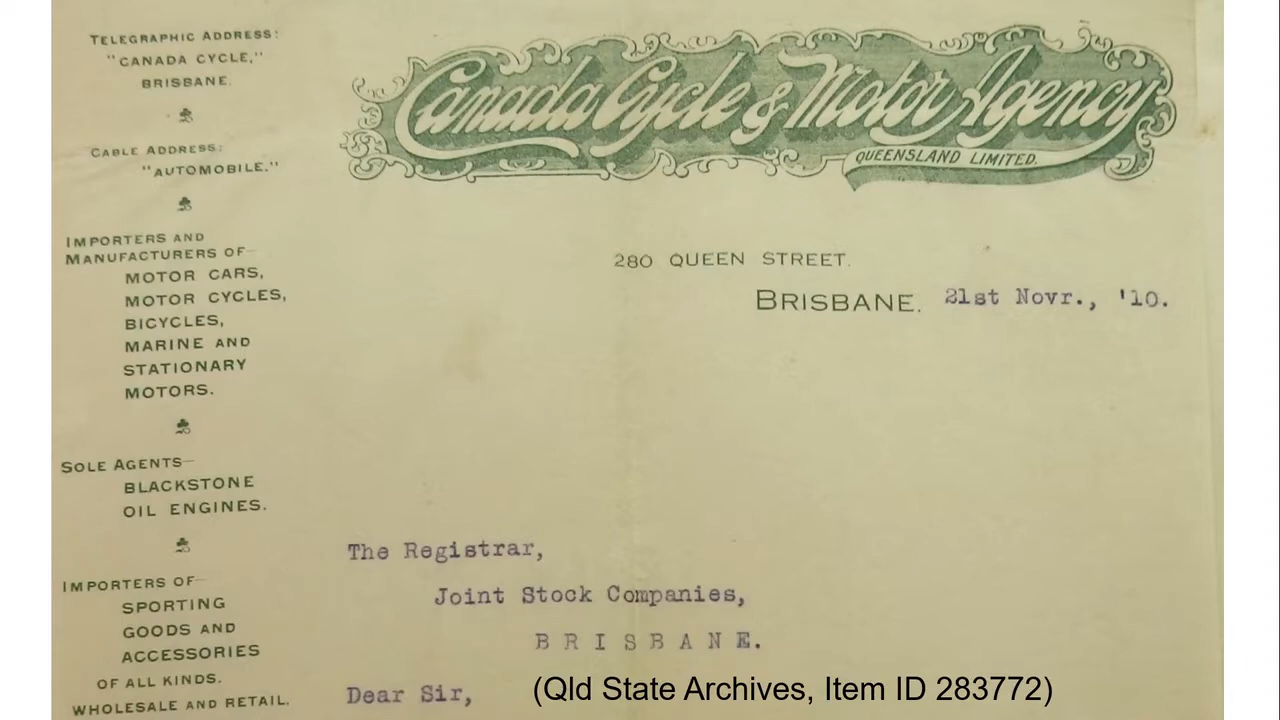 TELEGRAPHIC ADDRESS:
"CANADA CYCLE,"
BRISBANE.
CABLE ADDRESS:
"AUTOMOBILE."
IMPORTERS AND
MANUFACTURERS OF—
MOTOR CARS,
MOTOR CYCLES,
BICYCLES,
MARINE AND
STATIONARY
MOTORS.
SOLE AGENTS—
BLACKSTONE
OIL ENGINES.
IMPORTERS OF—
SPORTING
GOODS AND
ACCESSORIES
OF ALL KINDS.
WHOLESALE AND RETAIL.
Canada Cycle & Motor Agency
QUEENSLAND LIMITED.
280 QUEEN STREET.
BRISBANE. 21st Novr., '10.
The Registrar,
Joint Stock Companies,
B R I S B A N E.
Dear Sir,
(Qld State Archives, Item ID 283772)